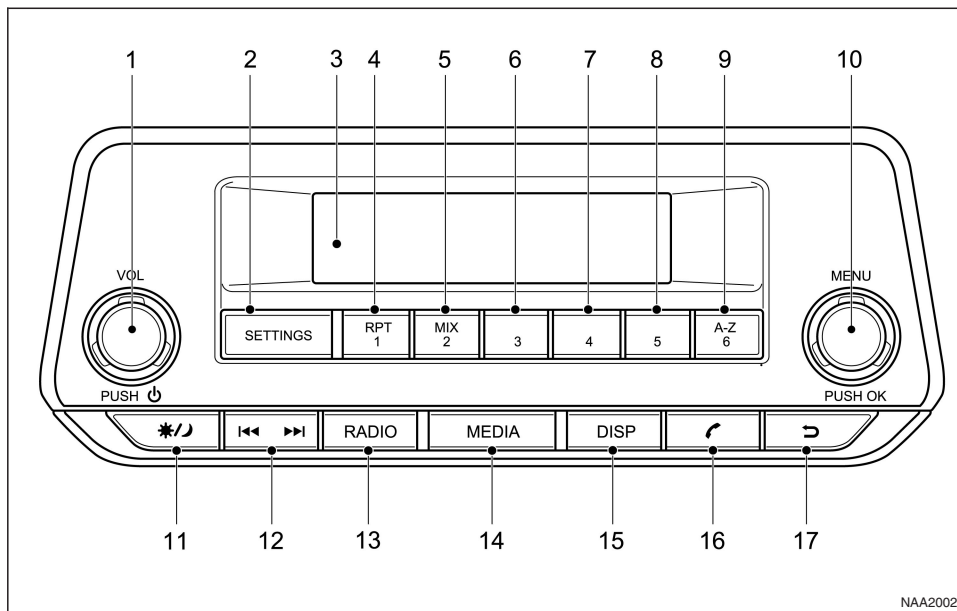 1 2 3 4 5 6 7 8 9 10
VOL MENU
SETTINGS RPT 1 MIX 2 3 4 5 A-Z 6
PUSH PUSH OK
RADIO MEDIA DISP
11 12 13 14 15 16 17
NAA2002